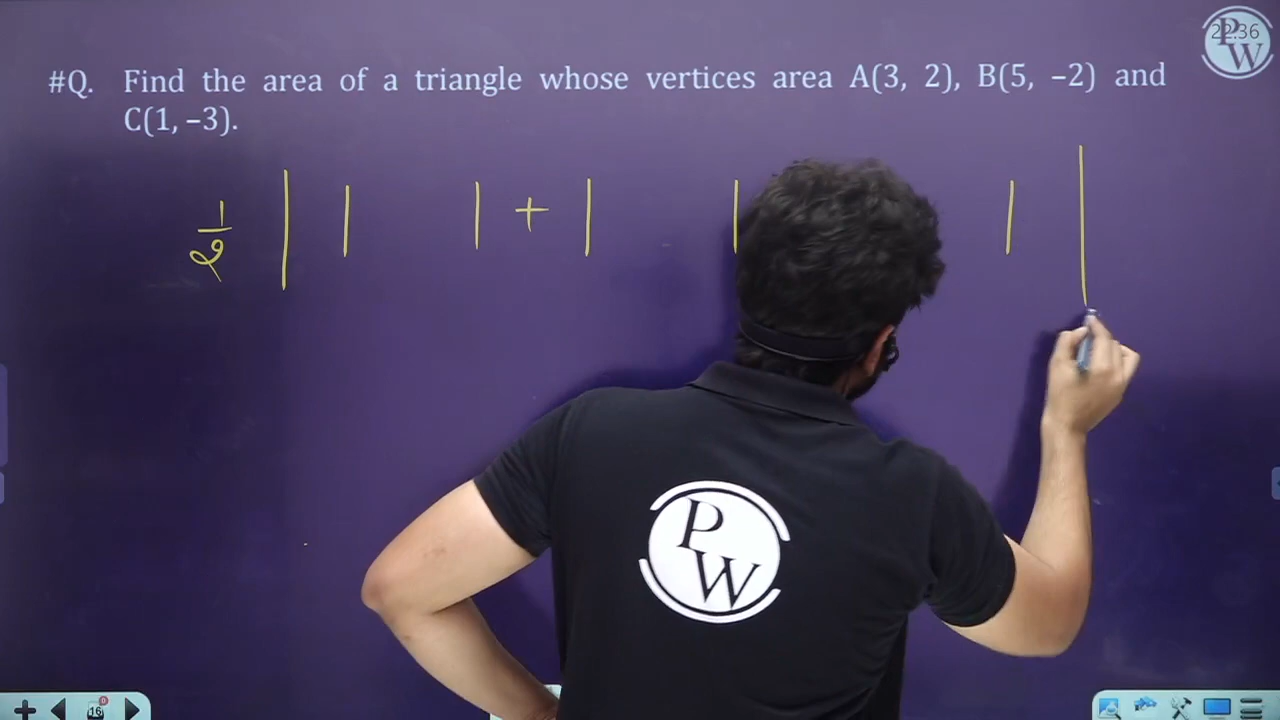 #Q. Find the area of a triangle whose vertices area A(3, 2), B(5, –2) and
C(1, –3).
1/2 | | | + | | | |
PW
22:36
PW
16